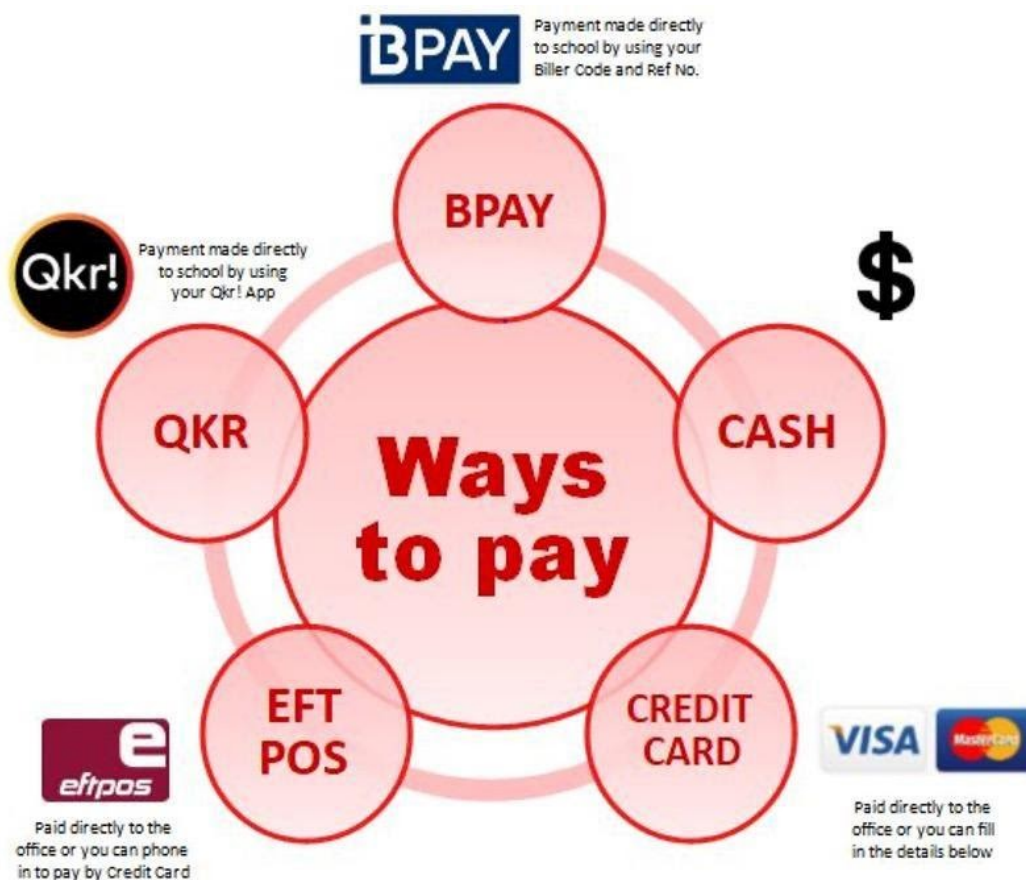 BPAY
Payment made directly
to school by using your
Biller Code and Ref No.
BPAY
Qkr!
Payment made directly
to school by using
your Qkr! App
$
QKR
CASH
Ways
to pay
EFT
POS
CREDIT
CARD
eftpos
Paid directly to the
office or you can phone
in to pay by Credit Card
VISA
MasterCard
Paid directly to the
office or you can fill
in the details below